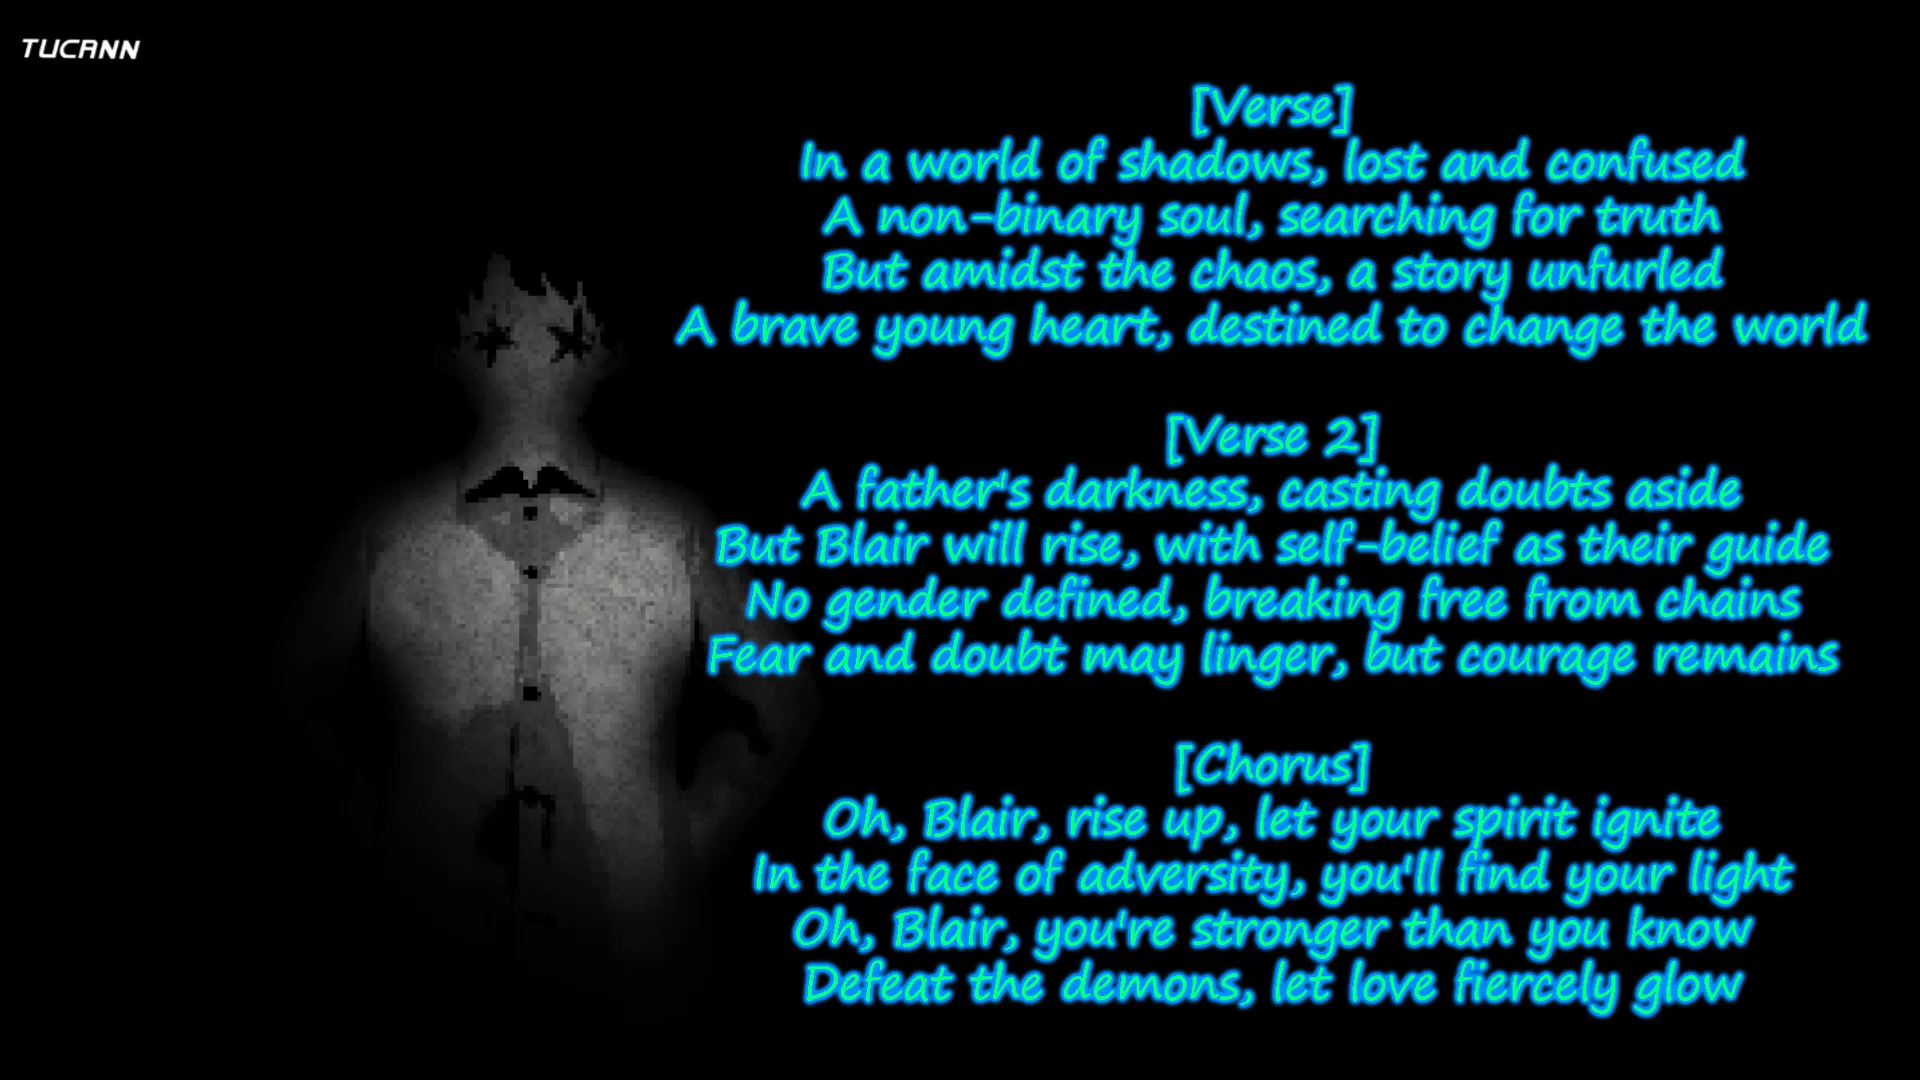 TUCANN
[Verse]
In a world of shadows, lost and confused
A non-binary soul, searching for truth
But amidst the chaos, a story unfurled
A brave young heart, destined to change the world
[Verse 2]
A father's darkness, casting doubts aside
But Blair will rise, with self-belief as their guide
No gender defined, breaking free from chains
Fear and doubt may linger, but courage remains
[Chorus]
Oh, Blair, rise up, let your spirit ignite
In the face of adversity, you'll find your light
Oh, Blair, you're stronger than you know
Defeat the demons, let love fiercely glow